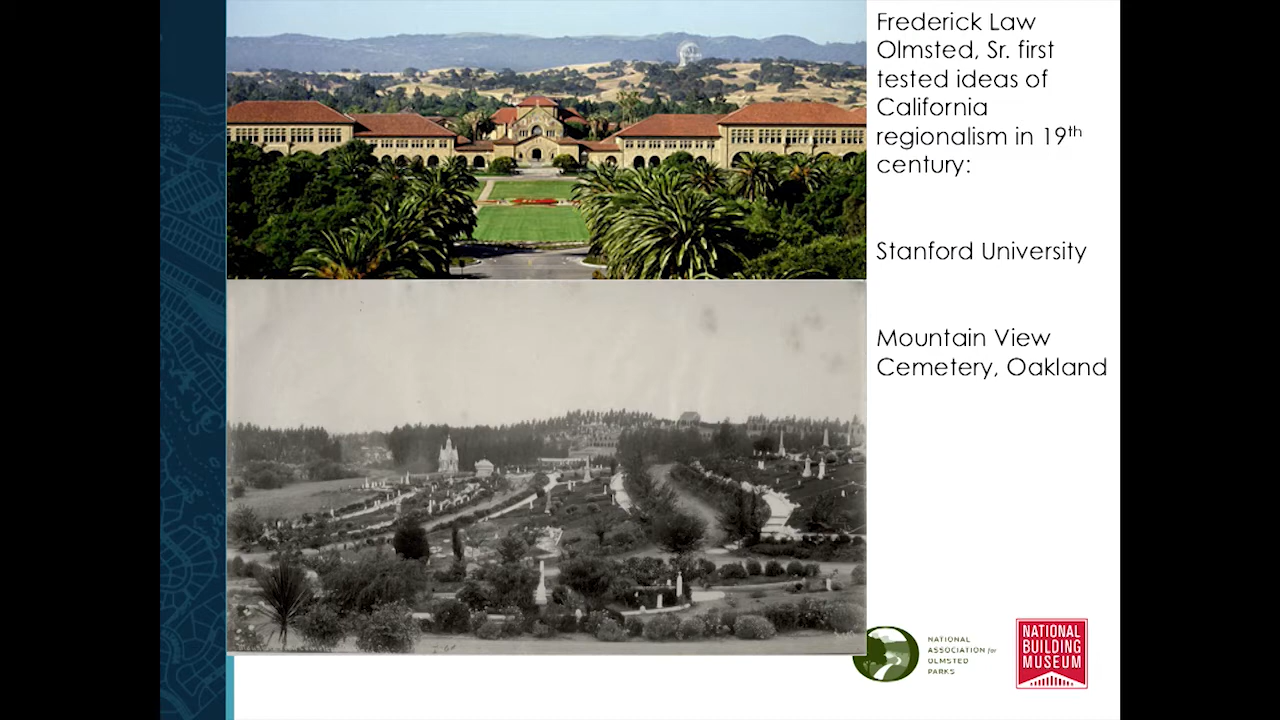 Frederick Law
Olmsted, Sr. first
tested ideas of
California
regionalism in 19th
century:
Stanford University
Mountain View
Cemetery, Oakland
NATIONAL
ASSOCIATION for
OLMSTED
PARKS
NATIONAL
BUILDING
MUSEUM